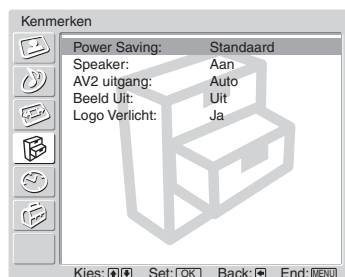 Kenmerken
Power Saving: Standaard
Speaker: Aan
AV2 uitgang: Auto
Beeld Uit: Uit
Logo Verlicht: Ja
Kies: Set: OK Back: End: MENU